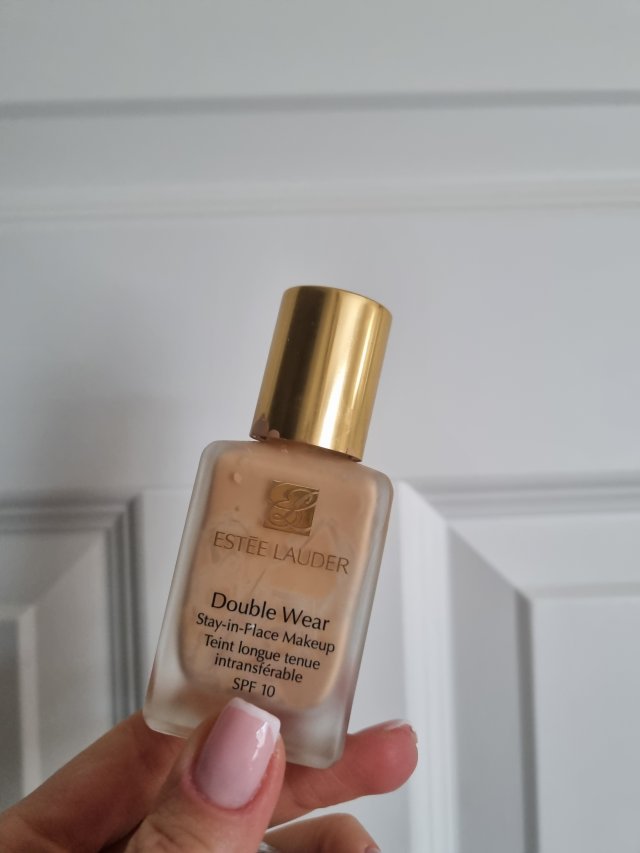 ESTĒE LAUDER
Double Wear
Stay-in-Place Makeup
Teint longue tenue
intransférable
SPF 10